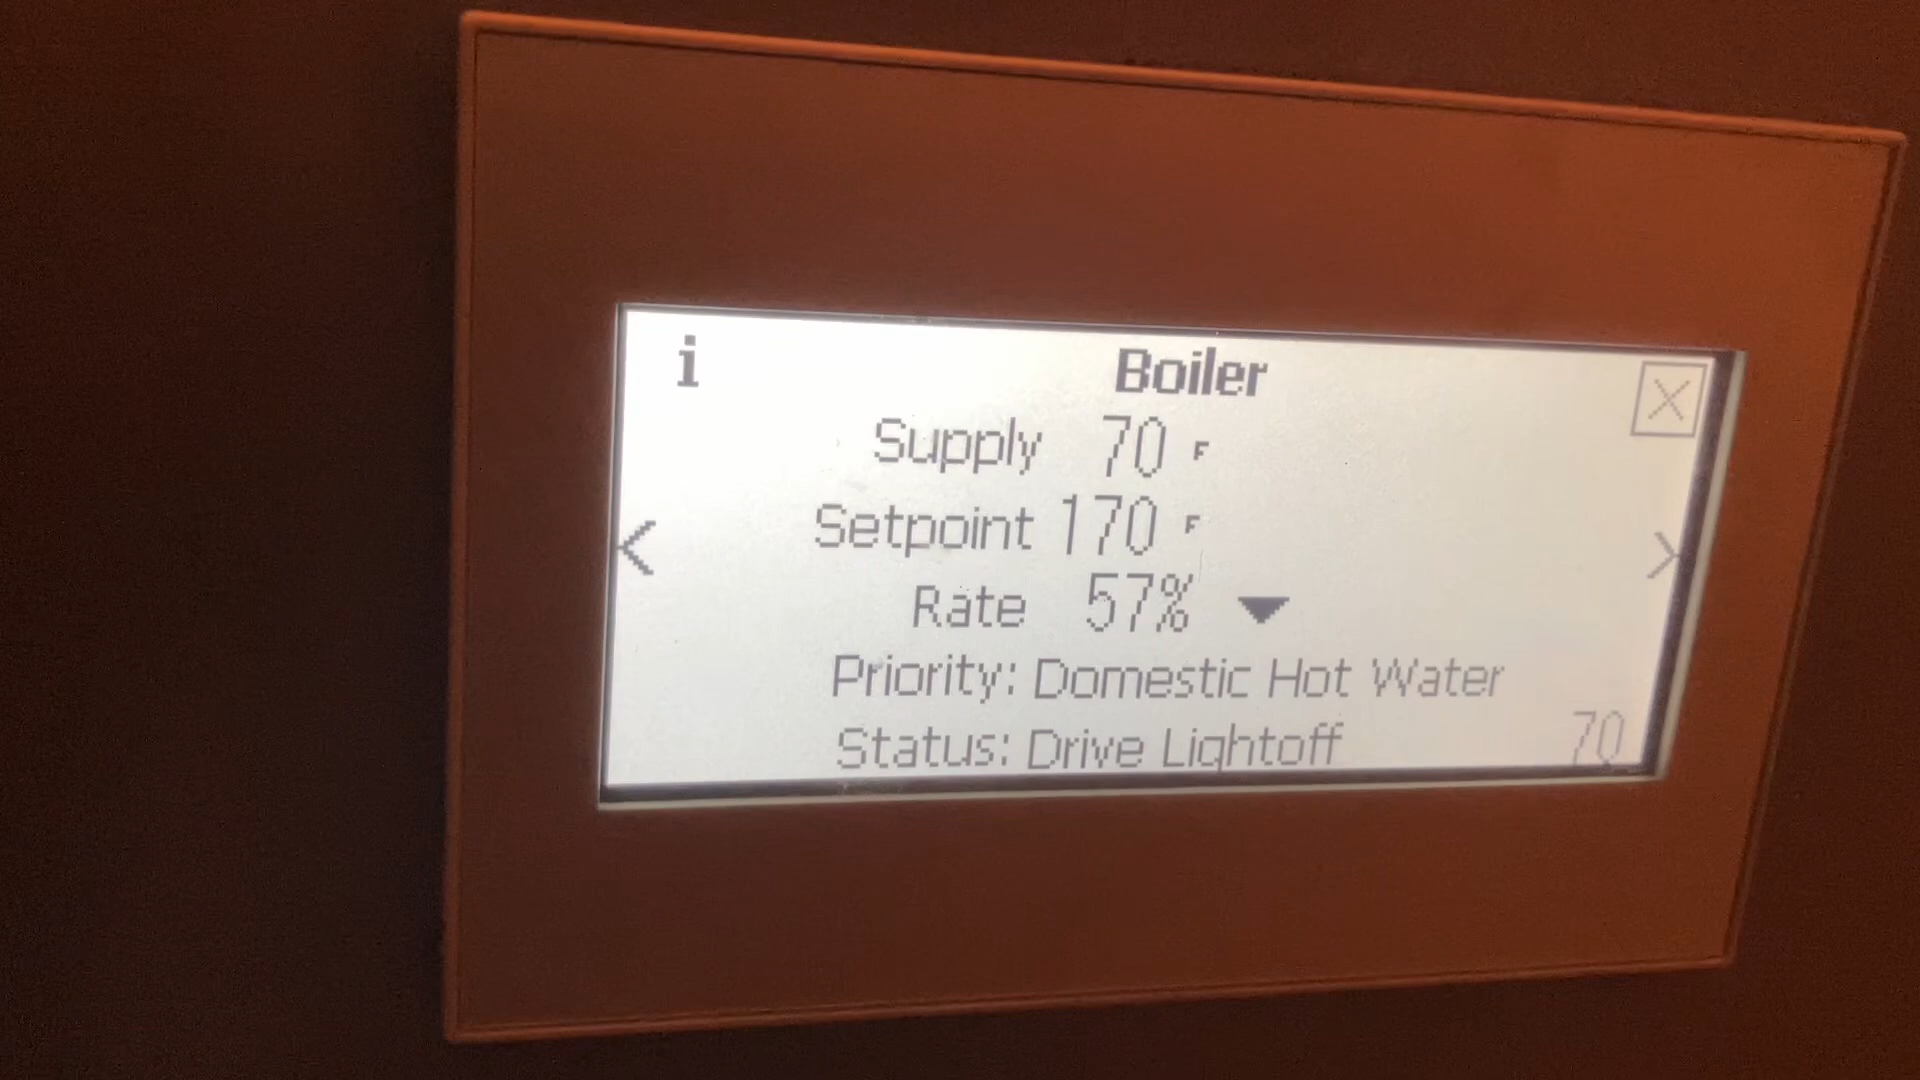 i Boiler
Supply 70 F
Setpoint 170 F
Rate 57%
Priority: Domestic Hot Water
Status: Drive Lightoff 70